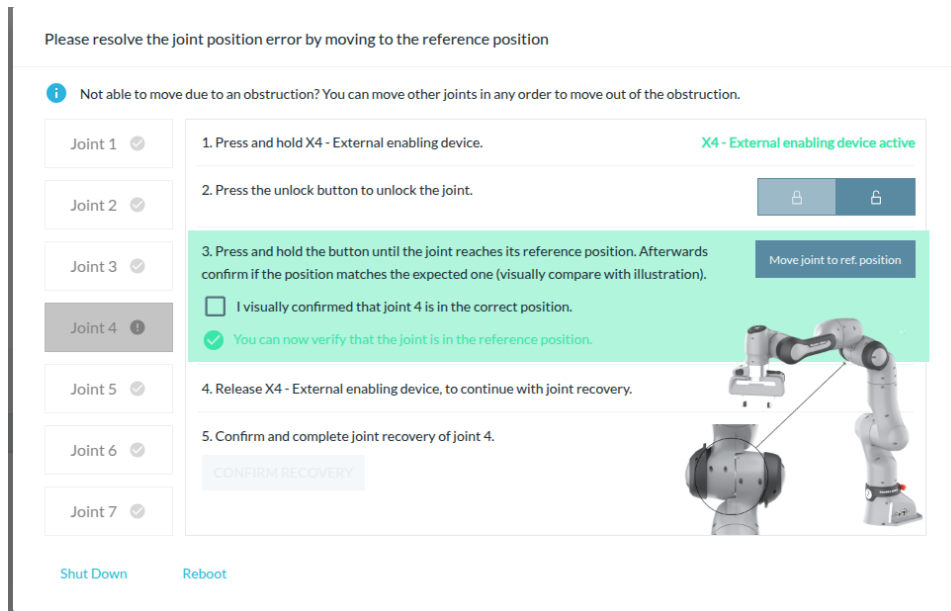 Please resolve the joint position error by moving to the reference position
Not able to move due to an obstruction? You can move other joints in any order to move out of the obstruction.
Joint 1
Joint 2
Joint 3
Joint 4
Joint 5
Joint 6
Joint 7
1. Press and hold X4 - External enabling device.
X4 - External enabling device active
2. Press the unlock button to unlock the joint.
3. Press and hold the button until the joint reaches its reference position. Afterwards
confirm if the position matches the expected one (visually compare with illustration).
Move joint to ref. position
I visually confirmed that joint 4 is in the correct position.
You can now verify that the joint is in the reference position.
4. Release X4 - External enabling device, to continue with joint recovery.
5. Confirm and complete joint recovery of joint 4.
CONFIRM RECOVERY
Shut Down
Reboot